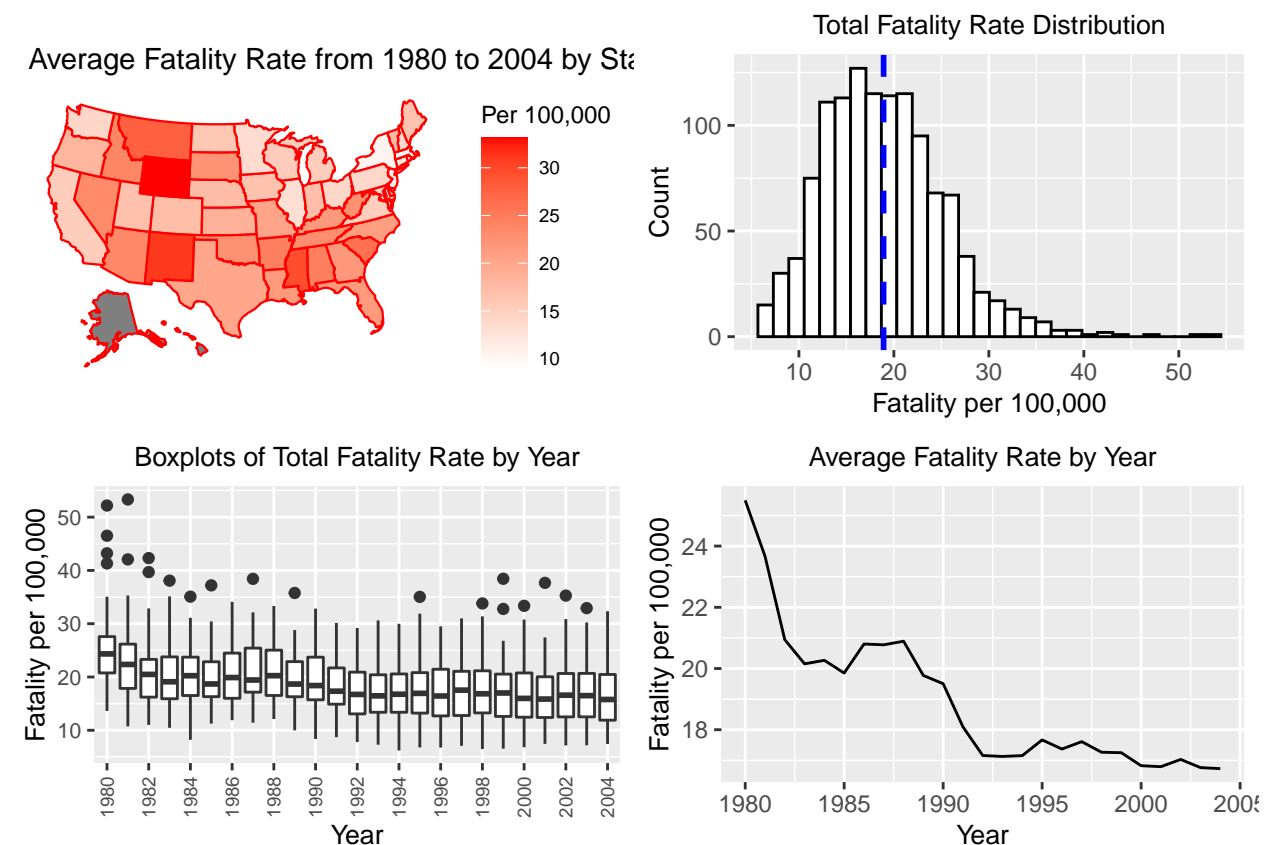 Average Fatality Rate from 1980 to 2004 by Sta
Per 100,000
30
25
20
15
10
Total Fatality Rate Distribution
Count
100
50
0
10 20 30 40 50
Fatality per 100,000
Boxplots of Total Fatality Rate by Year
Fatality per 100,000
50
40
30
20
10
1980 1982 1984 1986 1988 1990 1992 1994 1996 1998 2000 2002 2004
Year
Average Fatality Rate by Year
Fatality per 100,000
24
22
20
18
1980 1985 1990 1995 2000 2005
Year